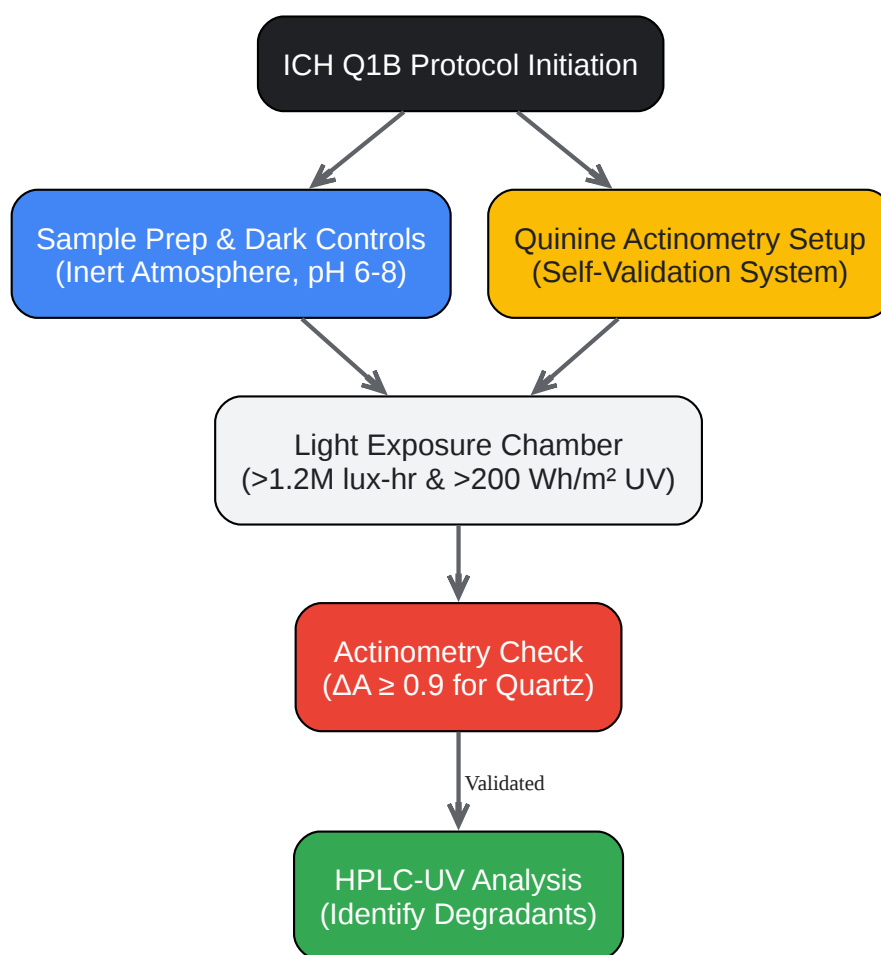 ICH Q1B Protocol Initiation
Sample Prep & Dark Controls
(Inert Atmosphere, pH 6-8)
Quinine Actinometry Setup
(Self-Validation System)
Light Exposure Chamber
(>1.2M lux-hr & >200 Wh/m² UV)
Actinometry Check
(ΔA ≥ 0.9 for Quartz)
Validated
HPLC-UV Analysis
(Identify Degradants)